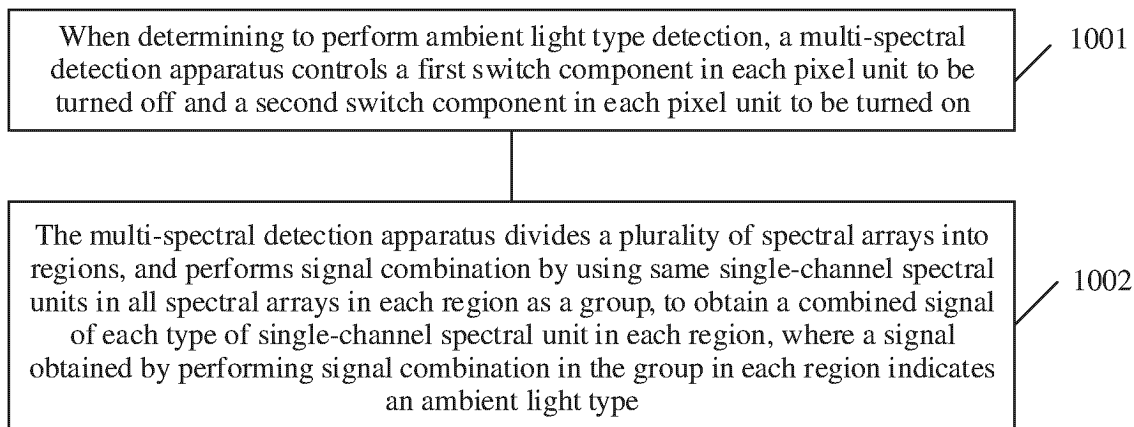 When determining to perform ambient light type detection, a multi-spectral
detection apparatus controls a first switch component in each pixel unit to be
turned off and a second switch component in each pixel unit to be turned on
1001
The multi-spectral detection apparatus divides a plurality of spectral arrays into
regions, and performs signal combination by using same single-channel spectral
units in all spectral arrays in each region as a group, to obtain a combined signal
of each type of single-channel spectral unit in each region, where a signal
obtained by performing signal combination in the group in each region indicates
an ambient light type
1002